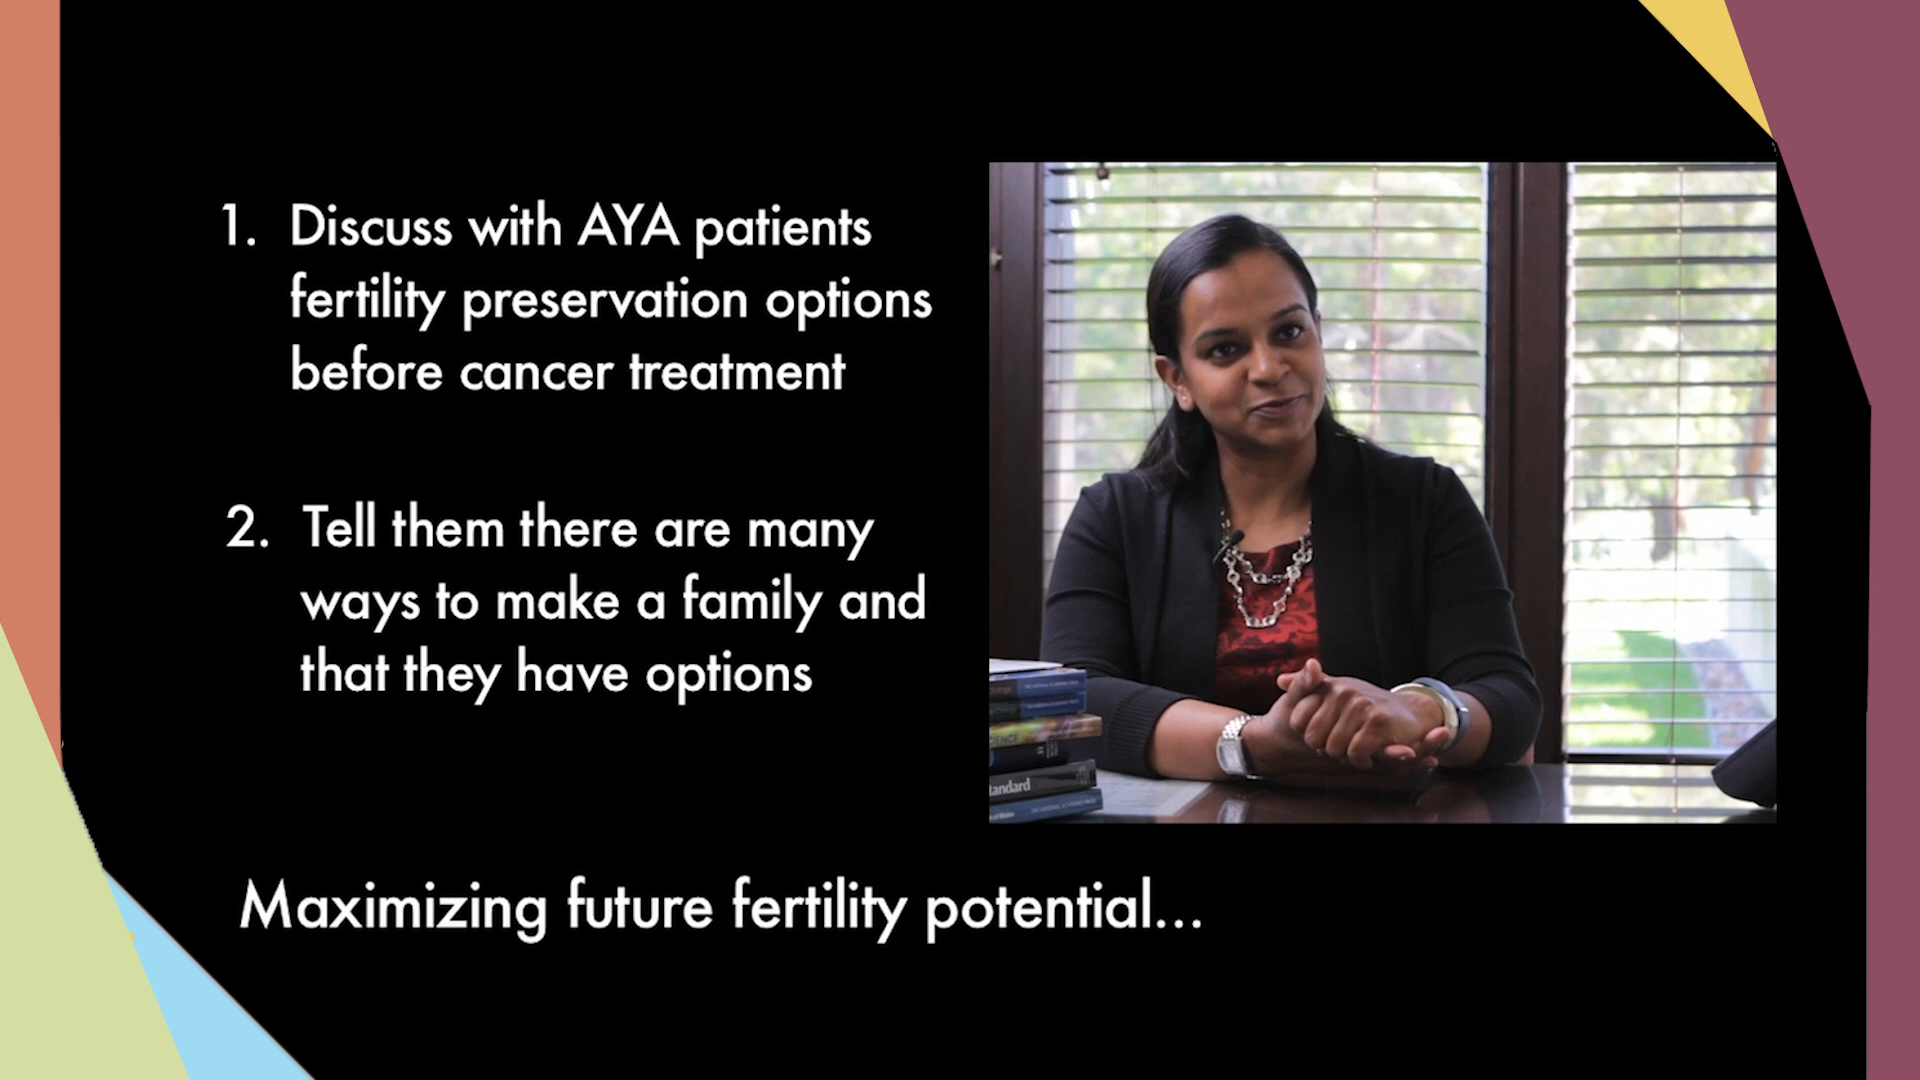 1. Discuss with AYA patients
fertility preservation options
before cancer treatment
2. Tell them there are many
ways to make a family and
that they have options
tandard
Maximizing future fertility potential...